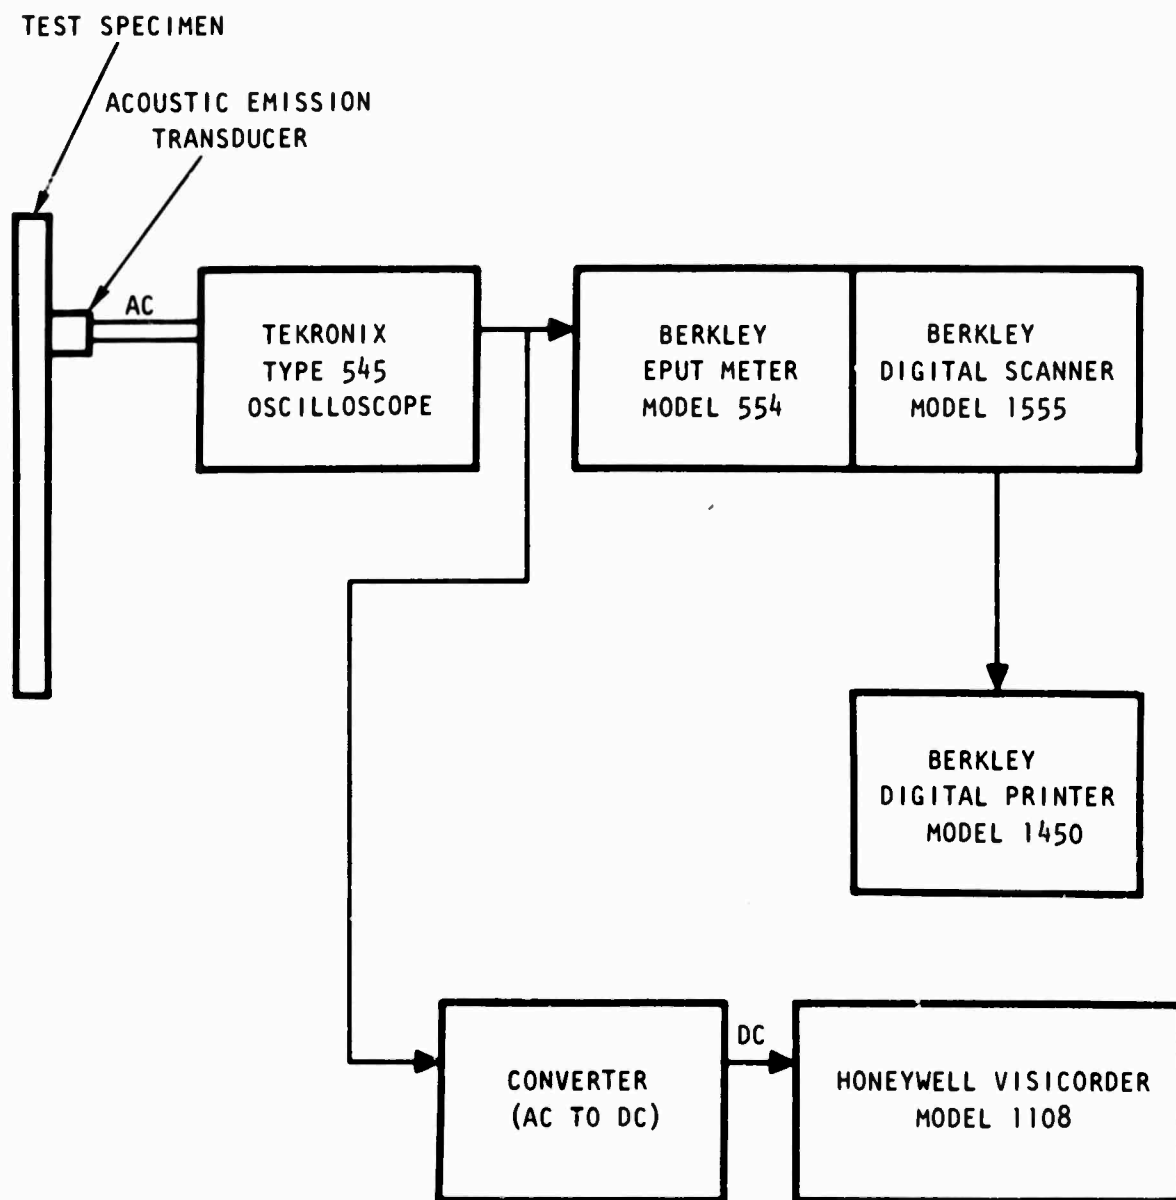 TEST SPECIMEN
ACOUSTIC EMISSION
TRANSDUCER
AC
TEKRONIX
TYPE 545
OSCILLOSCOPE
BERKLEY
EPUT METER
MODEL 554
BERKLEY
DIGITAL SCANNER
MODEL 1555
BERKLEY
DIGITAL PRINTER
MODEL 1450
CONVERTER
(AC TO DC)
DC
HONEYWELL VISICORDER
MODEL 1108